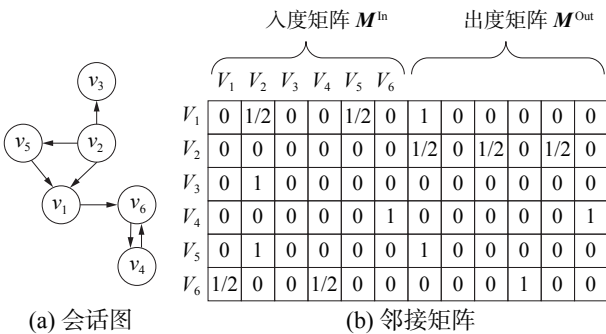 入度矩阵 M^In 出度矩阵 M^Out
V1 V2 V3 V4 V5 V6
V1 0 1/2 0 0 1/2 0 1 0 0 0 0 0
V2 0 0 0 0 0 0 1/2 0 1/2 0 1/2 0
V3 0 1 0 0 0 0 0 0 0 0 0 0
V4 0 0 0 0 0 1 0 0 0 0 0 1
V5 0 1 0 0 0 0 1 0 0 0 0 0
V6 1/2 0 0 1/2 0 0 0 0 0 1 0 0
v3
v5 v2
v1 v6
v4
(a) 会话图 (b) 邻接矩阵